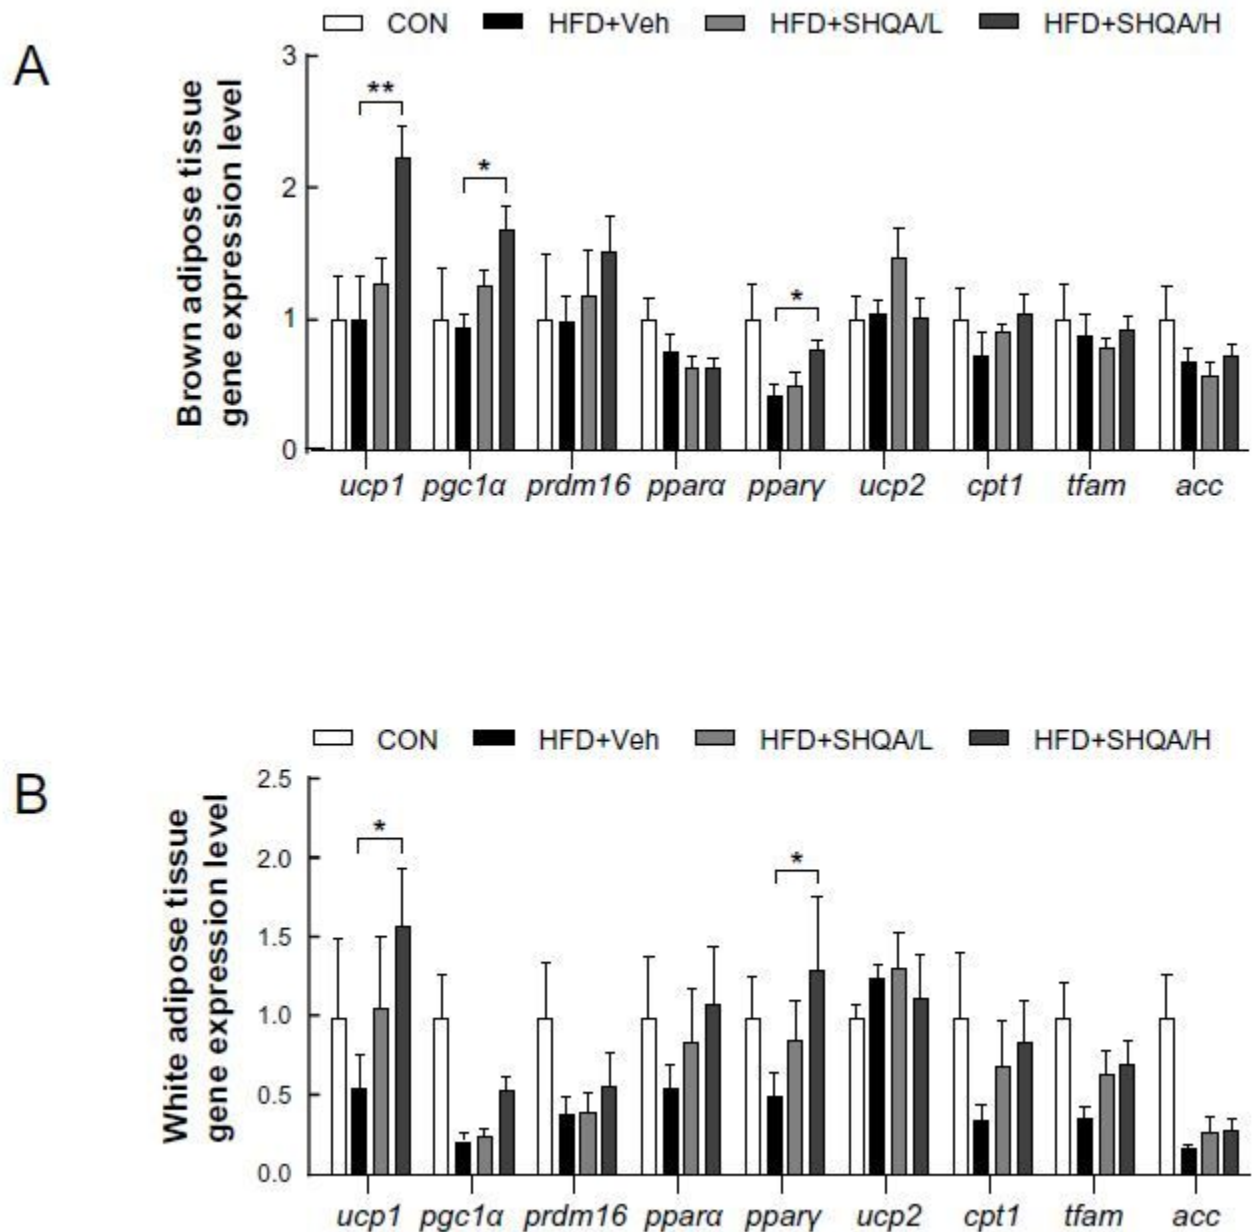 CON HFD+Veh HFD+SHQA/L HFD+SHQA/H
A
Brown adipose tissue
gene expression level
3
2
1
0
**
*
*
ucp1 pgc1α prdm16 pparα pparγ ucp2 cpt1 tfam acc
CON HFD+Veh HFD+SHQA/L HFD+SHQA/H
B
White adipose tissue
gene expression level
2.5
2.0
1.5
1.0
0.5
0.0
*
*
ucp1 pgc1α prdm16 pparα pparγ ucp2 cpt1 tfam acc